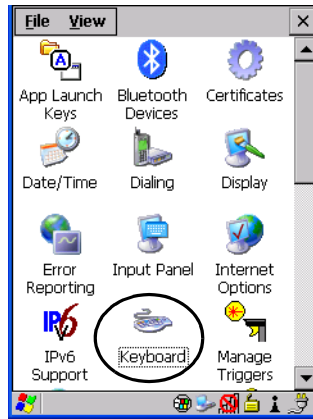 File View
App Launch Bluetooth Certificates
Keys Devices
Date/Time Dialing Display
Error Input Panel Internet
Reporting Options
IPv6 Keyboard Manage
Support Triggers